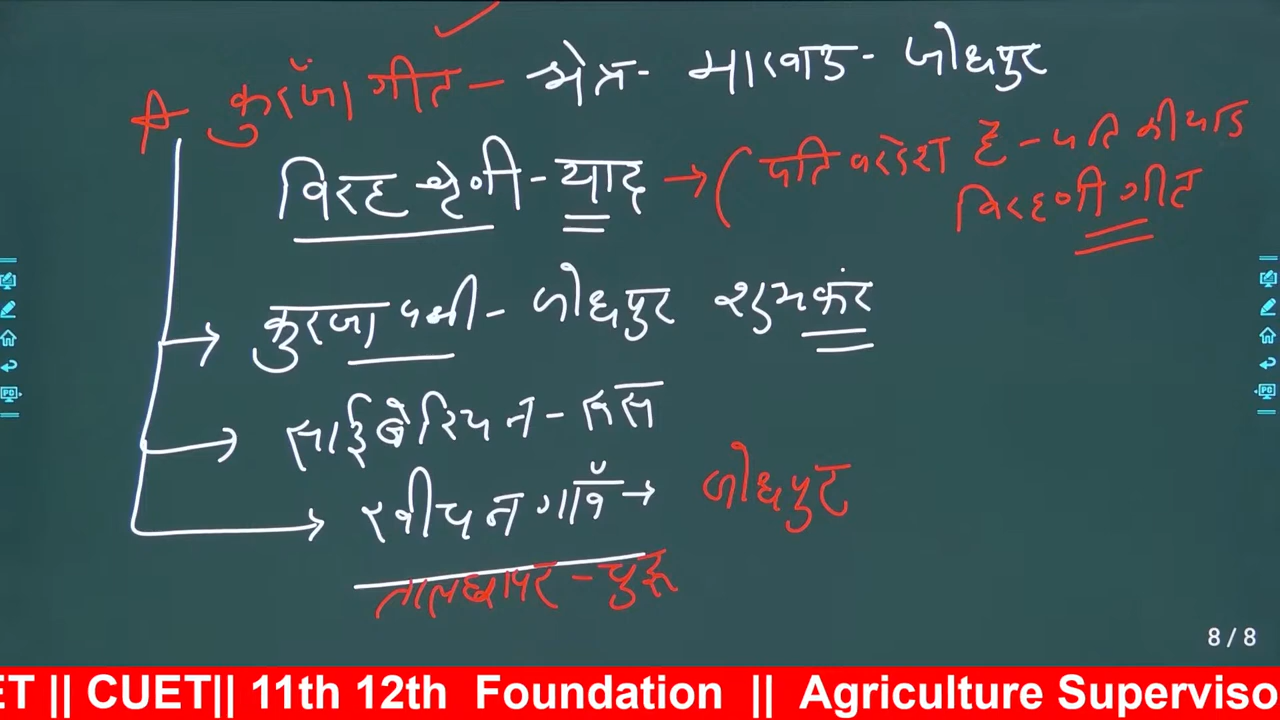 कुरजां गीत - क्षेत्र - मारवाड - जोधपुर
विरह श्रेणी - याद → (पति परदेश है - पति की याद
विरहणी गीत
→ कुरजा पक्षी - जोधपुर शुभकंर
→ साईबेरियन - रूस
→ खीचन गाँव → जोधपुर
तालछापर - चुरू
8 / 8
ET || CUET|| 11th 12th Foundation || Agriculture Superviso